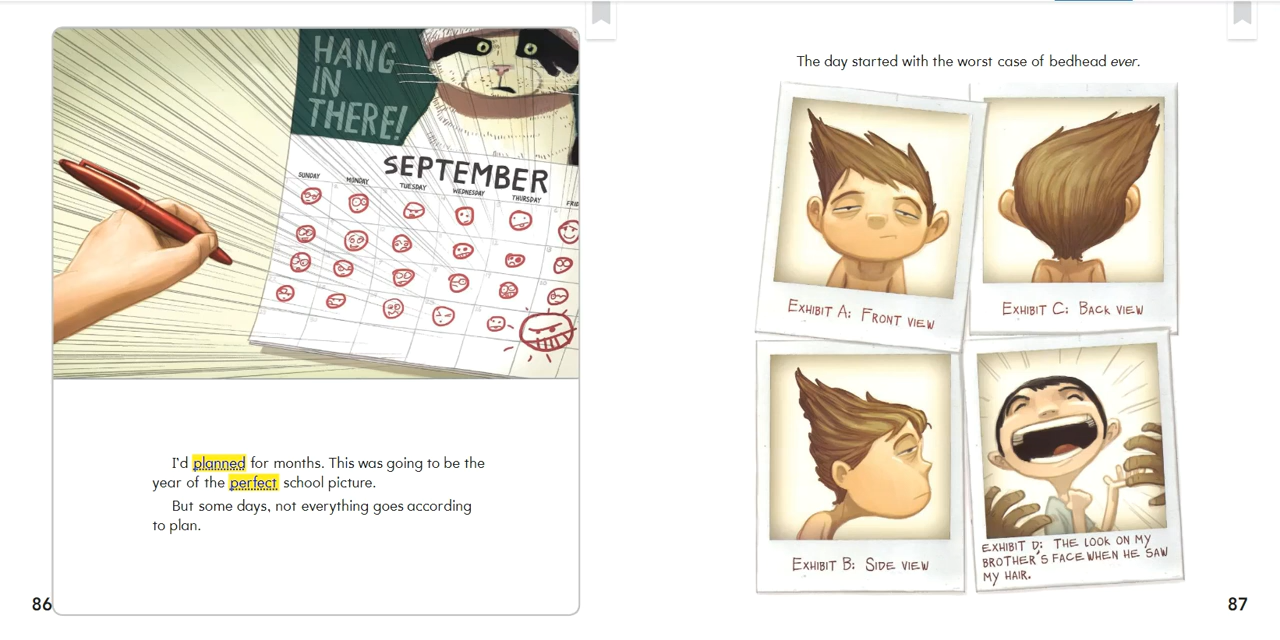 HANG
IN
THERE!
SEPTEMBER
SUNDAY
MONDAY
TUESDAY
WEDNESDAY
THURSDAY
FRI
I'd planned for months. This was going to be the
year of the perfect school picture.
But some days, not everything goes according
to plan.
86
The day started with the worst case of bedhead ever.
EXHIBIT A: FRONT VIEW
EXHIBIT C: BACK VIEW
EXHIBIT B: SIDE VIEW
EXHIBIT D: THE LOOK ON MY
BROTHER'S FACE WHEN HE SAW
MY HAIR.
87